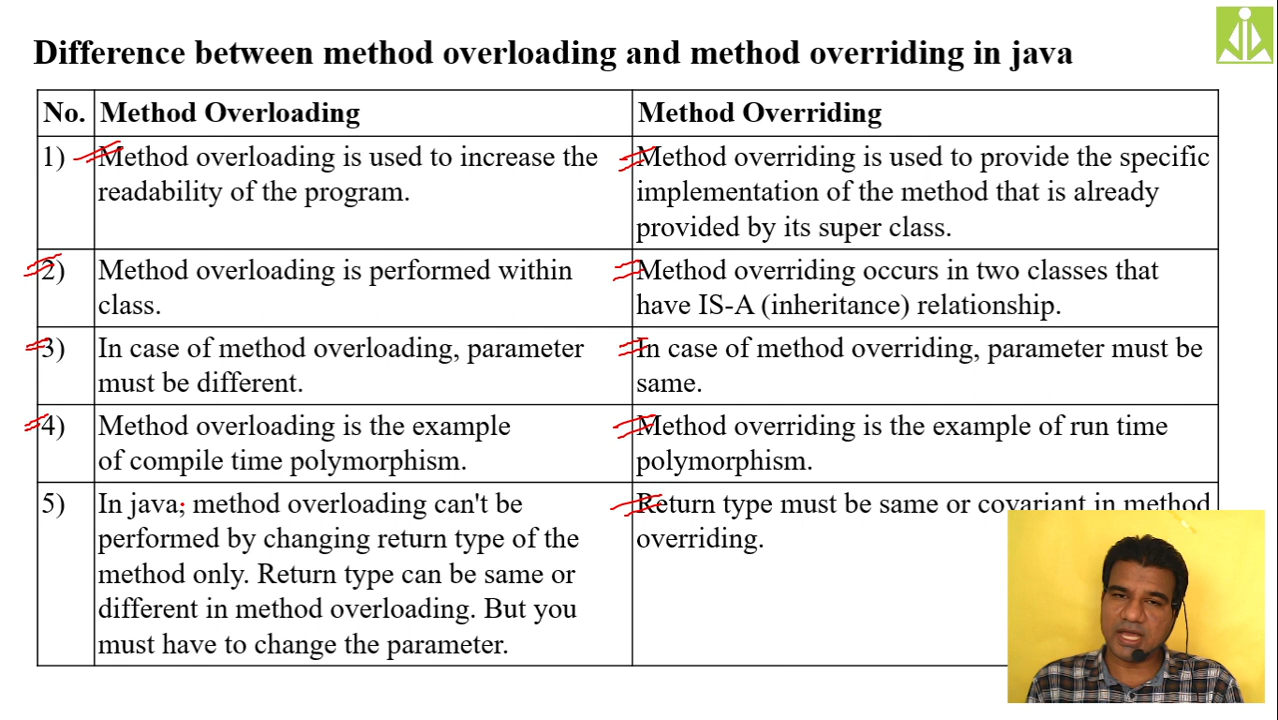 Difference between method overloading and method overriding in java
No. Method Overloading Method Overriding
1) Method overloading is used to increase the
readability of the program.
Method overriding is used to provide the specific
implementation of the method that is already
provided by its super class.
2) Method overloading is performed within
class.
Method overriding occurs in two classes that
have IS-A (inheritance) relationship.
3) In case of method overloading, parameter
must be different.
In case of method overriding, parameter must be
same.
4) Method overloading is the example
of compile time polymorphism.
Method overriding is the example of run time
polymorphism.
5) In java, method overloading can't be
performed by changing return type of the
method only. Return type can be same or
different in method overloading. But you
must have to change the parameter.
Return type must be same or covariant in method
overriding.